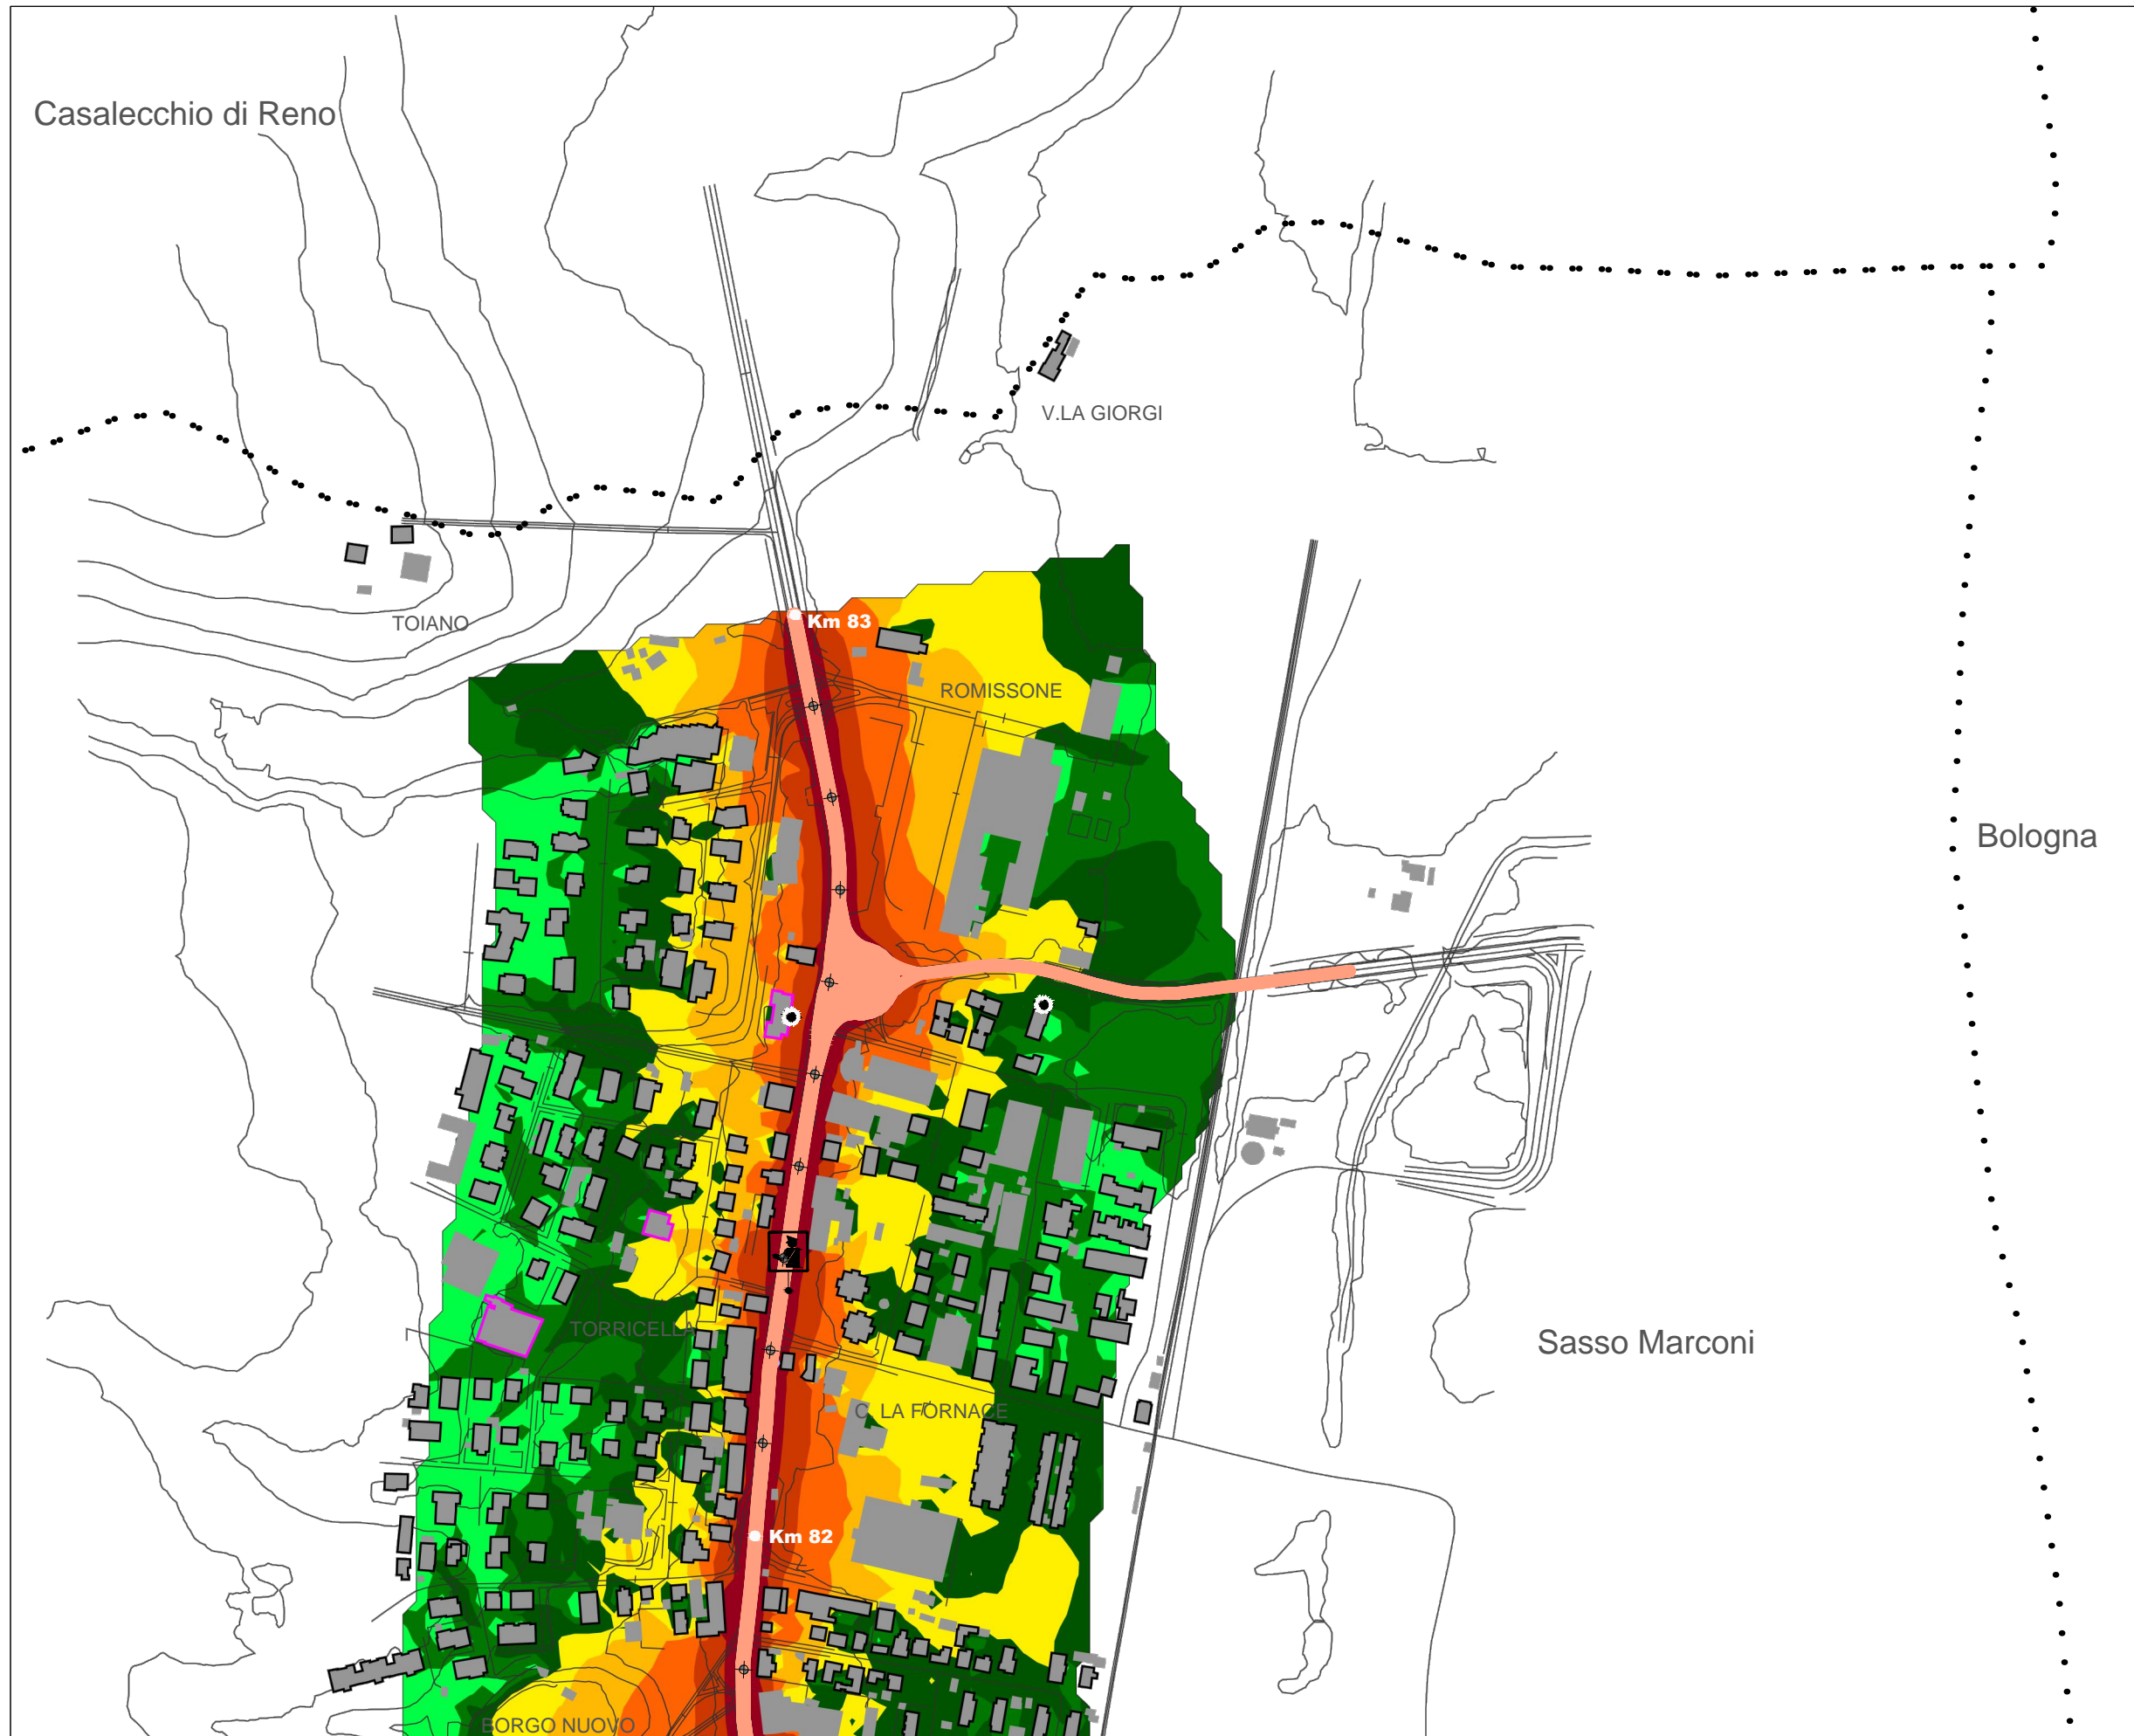 Casalecchio di Reno
V.LA GIORGI
TOIANO
Km 83
ROMISSONE
Bologna
TORRICELLA
Sasso Marconi
C. LA FORNACE
Km 82
BORGO NUOVO